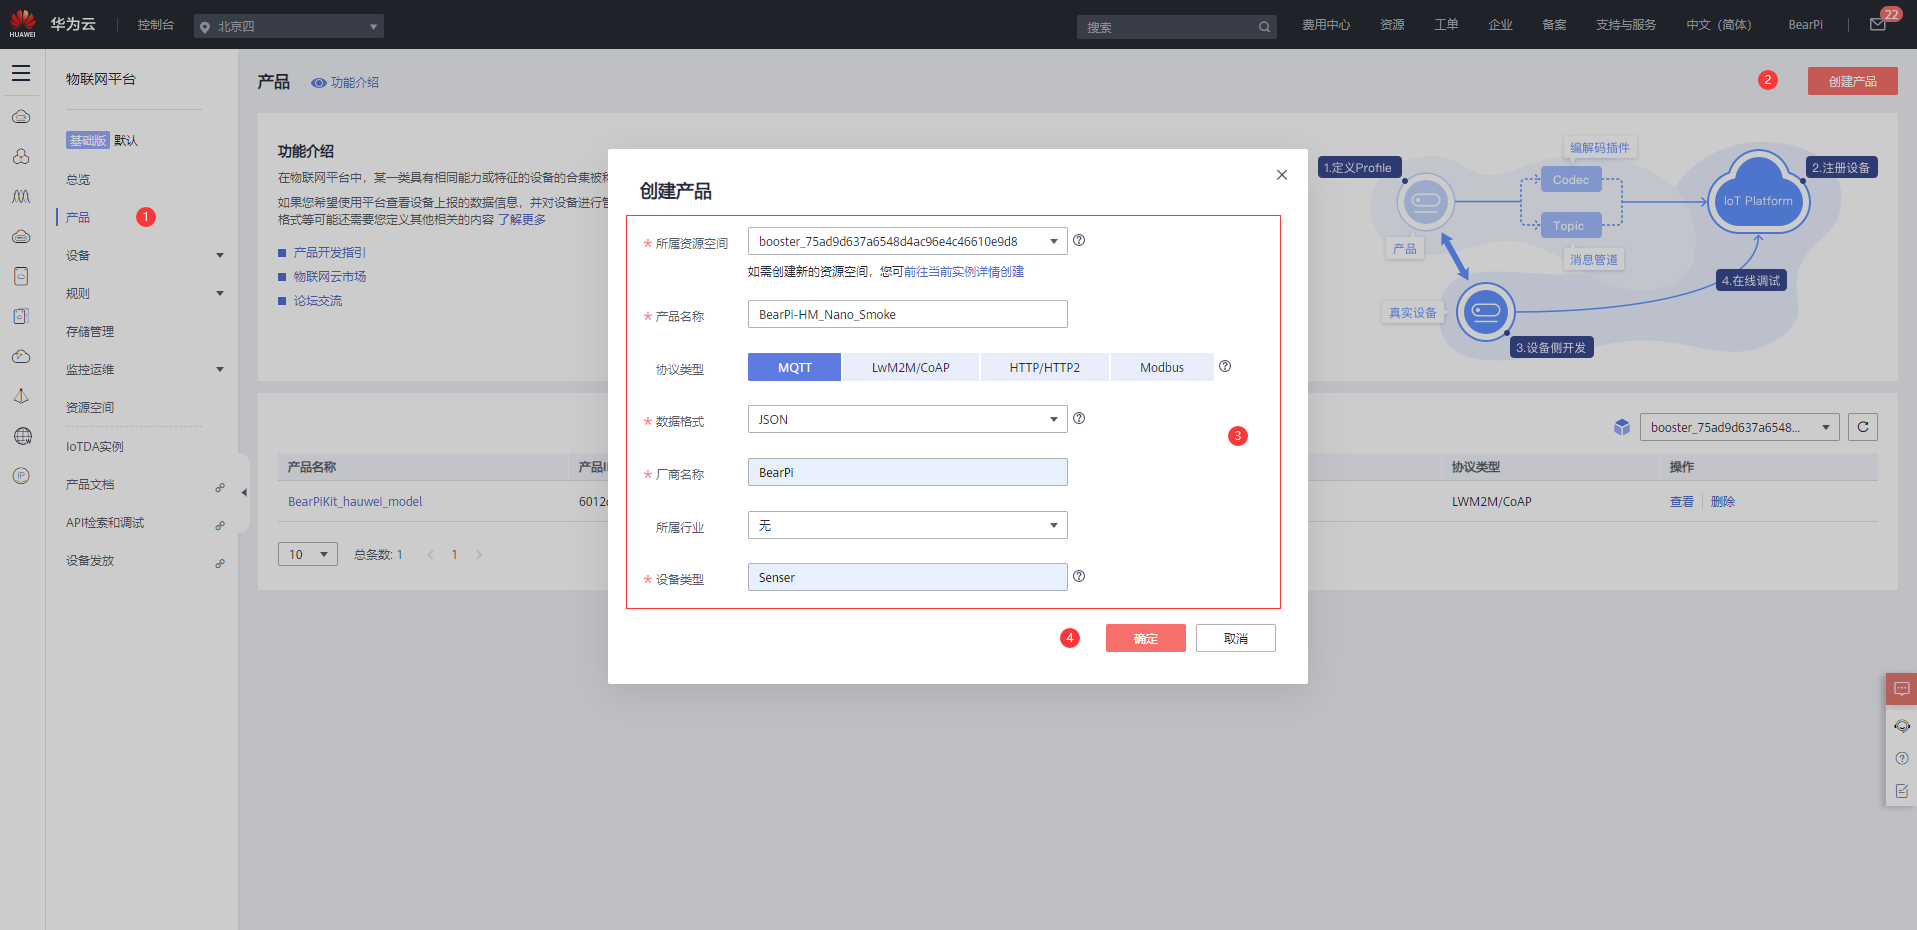 HUAWEI
华为云
控制台
北京四
搜索
费用中心
资源
工单
企业
备案
支持与服务
中文（简体）
BearPi
22
物联网平台
基础版 默认
总览
产品
1
设备
规则
存储管理
监控运维
资源空间
IoTDA实例
产品文档
API检索和调试
设备发放
IP
产品
功能介绍
2
创建产品
功能介绍
在物联网平台中，某一类具有相同能力或特征的设备的合集被称
如果您希望使用平台查看设备上报的数据信息，并对设备进行管
格式等可能还需要您定义其他相关的内容 了解更多
产品开发指引
物联网云市场
论坛交流
1.定义Profile
编解码插件
Codec
Topic
消息管道
产品
真实设备
IoT Platform
2.注册设备
4.在线调试
3.设备侧开发
创建产品
* 所属资源空间
booster_75ad9d637a6548d4ac96e4c46610e9d8
如需创建新的资源空间，您可前往当前实例详情创建
* 产品名称
BearPi-HM_Nano_Smoke
协议类型
MQTT
LwM2M/CoAP
HTTP/HTTP2
Modbus
* 数据格式
JSON
3
* 厂商名称
BearPi
所属行业
无
* 设备类型
Senser
4
确定
取消
booster_75ad9d637a6548...
产品名称
产品I
协议类型
操作
BearPiKit_hauwei_model
6012
LWM2M/CoAP
查看
删除
10
总条数: 1
1